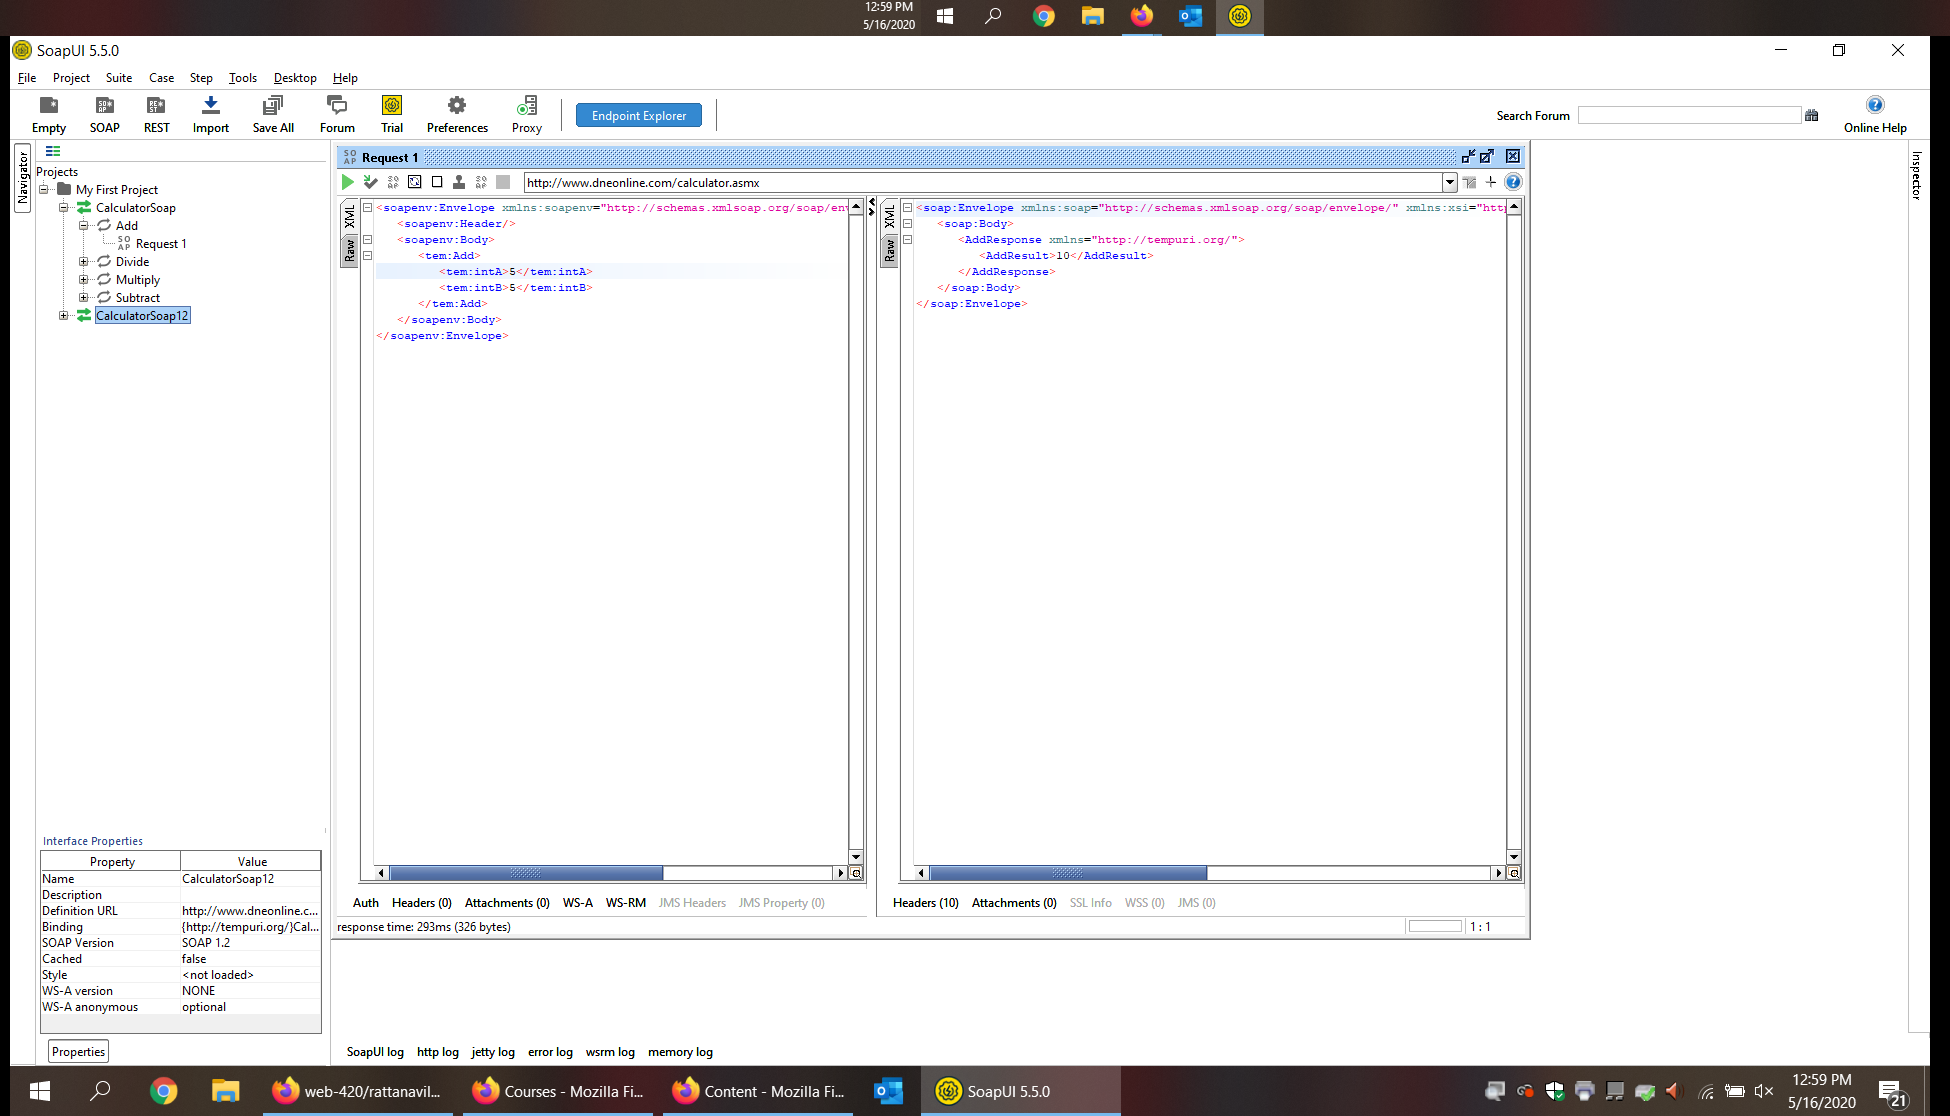 12:59 PM
5/16/2020
SoapUI 5.5.0
File Project Suite Case Step Tools Desktop Help
Empty SOAP REST Import Save All Forum Trial Preferences Proxy
Endpoint Explorer
Search Forum
Online Help
Navigator
Inspector
Projects
My First Project
CalculatorSoap
Add
Request 1
Divide
Multiply
Subtract
CalculatorSoap12
Request 1
http://www.dneonline.com/calculator.asmx
XML
Raw
<soapenv:Envelope xmlns:soapenv="http://schemas.xmlsoap.org/soap/env
<soapenv:Header/>
<soapenv:Body>
<tem:Add>
<tem:intA>5</tem:intA>
<tem:intB>5</tem:intB>
</tem:Add>
</soapenv:Body>
</soapenv:Envelope>
XML
Raw
<soap:Envelope xmlns:soap="http://schemas.xmlsoap.org/soap/envelope/" xmlns:xsi="http
<soap:Body>
<AddResponse xmlns="http://tempuri.org/">
<AddResult>10</AddResult>
</AddResponse>
</soap:Body>
</soap:Envelope>
Auth Headers (0) Attachments (0) WS-A WS-RM JMS Headers JMS Property (0)
Headers (10) Attachments (0) SSL Info WSS (0) JMS (0)
response time: 293ms (326 bytes)
1 : 1
Interface Properties
Property Value
Name CalculatorSoap12
Description
Definition URL http://www.dneonline.c...
Binding {http://tempuri.org/}Cal...
SOAP Version SOAP 1.2
Cached false
Style <not loaded>
WS-A version NONE
WS-A anonymous optional
Properties
SoapUI log http log jetty log error log wsrm log memory log
web-420/rattanavil...
Courses - Mozilla Fi...
Content - Mozilla Fi...
SoapUI 5.5.0
12:59 PM
5/16/2020
21